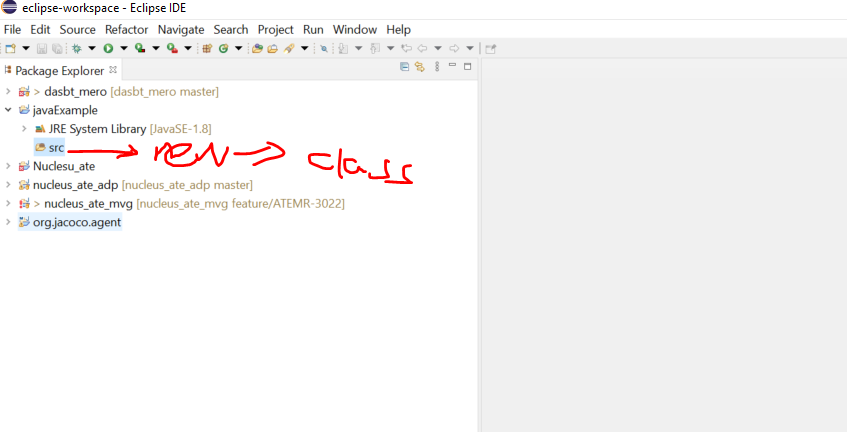 eclipse-workspace - Eclipse IDE
File Edit Source Refactor Navigate Search Project Run Window Help
Package Explorer
> dasbt_mero [dasbt_mero master]
javaExample
JRE System Library [JavaSE-1.8]
src new class
Nuclesu_ate
nucleus_ate_adp [nucleus_ate_adp master]
> nucleus_ate_mvg [nucleus_ate_mvg feature/ATEMR-3022]
org.jacoco.agent